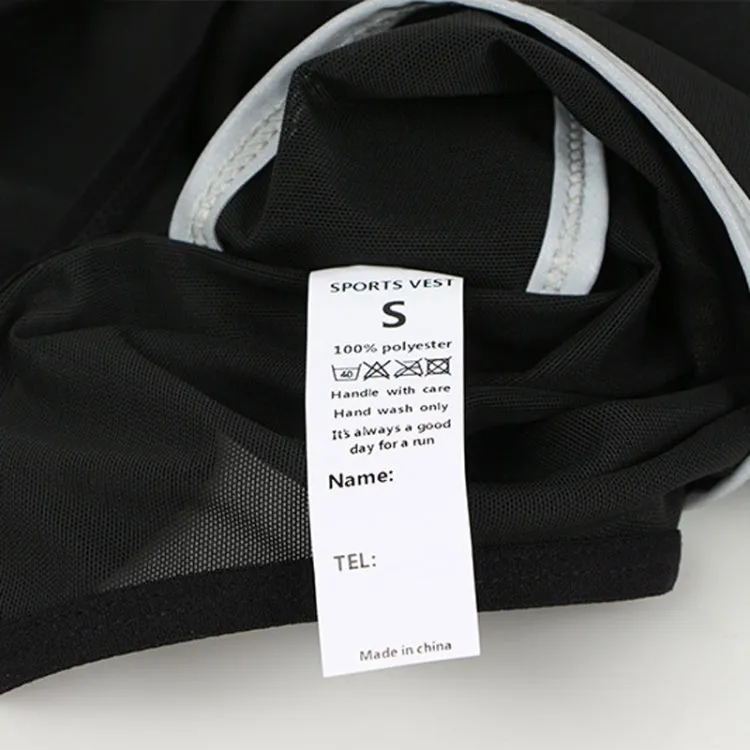 SPORTS VEST
S
100% polyester
40
Handle with care
Hand wash only
It's always a good
day for a run
Name:
TEL:
Made in china